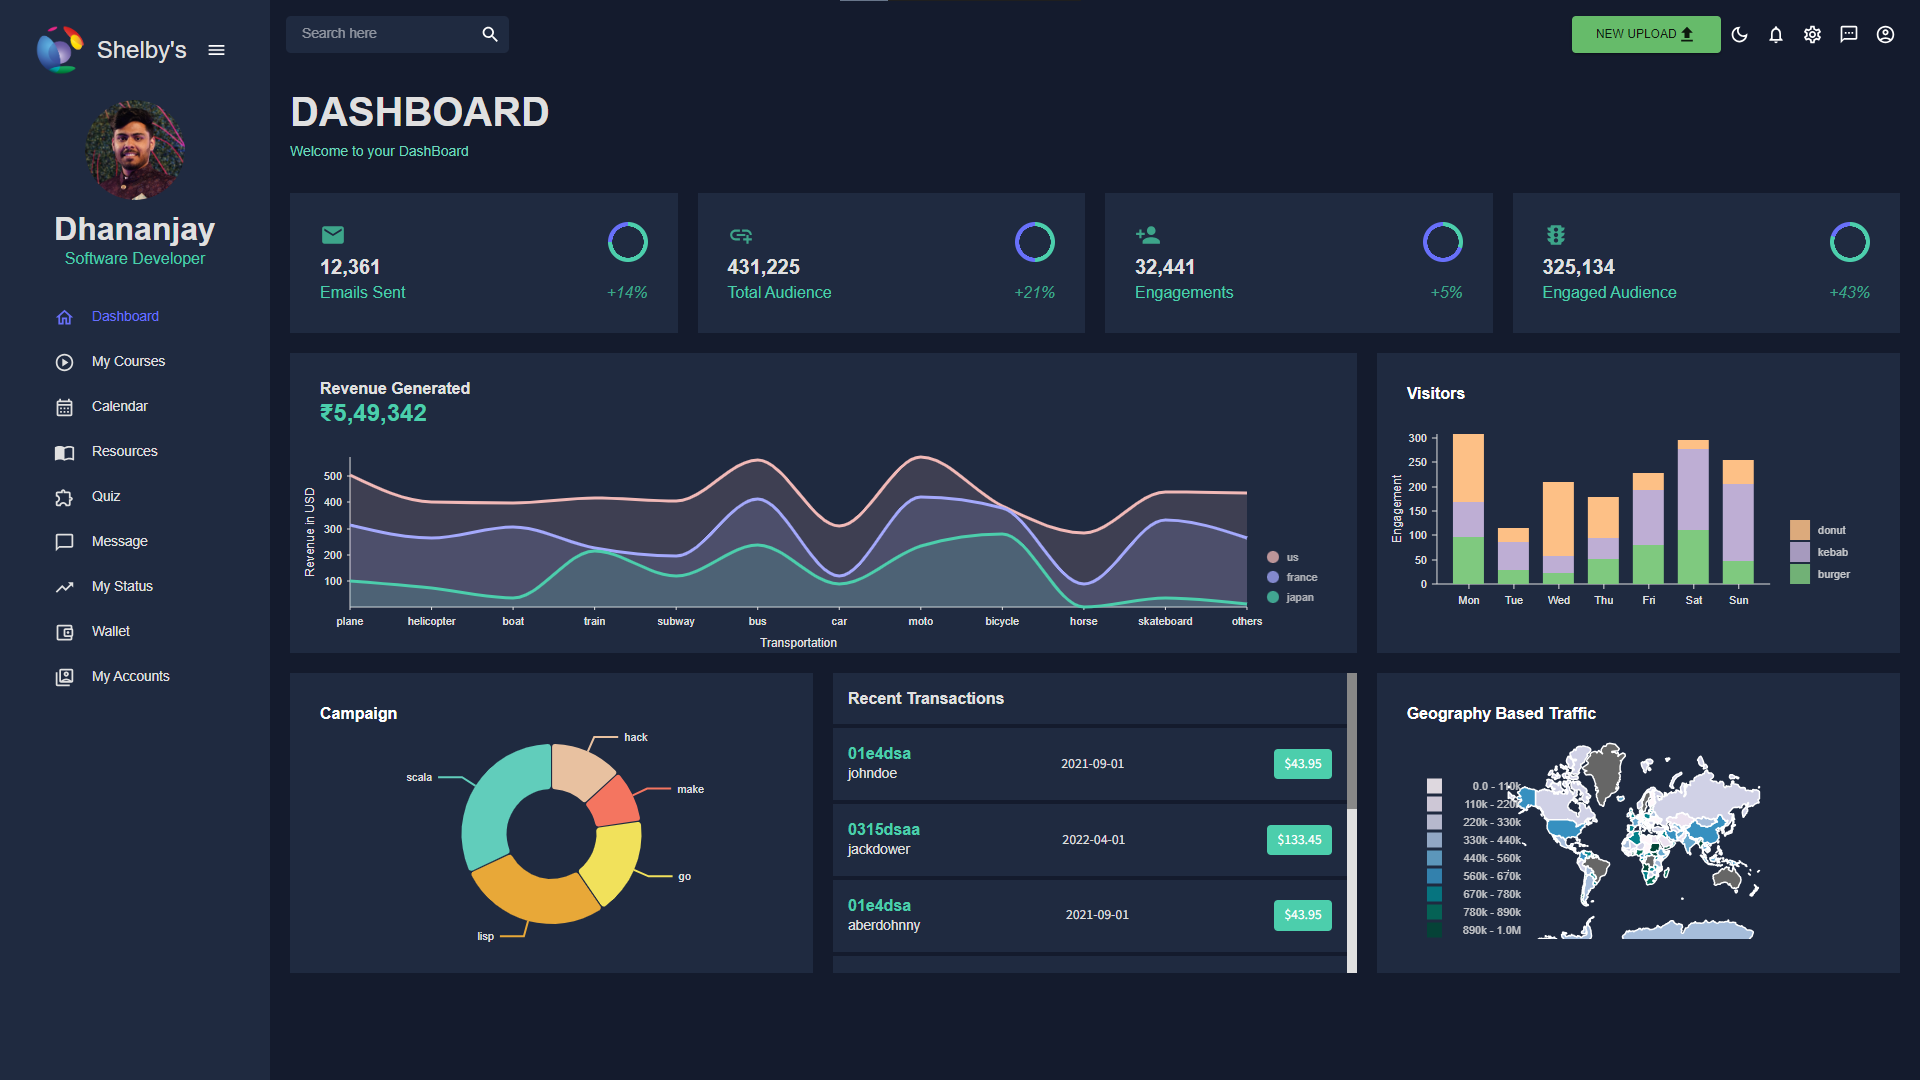 Shelby's
Search here
NEW UPLOAD
Dhananjay
Software Developer
Dashboard
My Courses
Calendar
Resources
Quiz
Message
My Status
Wallet
My Accounts
DASHBOARD
Welcome to your DashBoard
12,361
Emails Sent
+14%
431,225
Total Audience
+21%
32,441
Engagements
+5%
325,134
Engaged Audience
+43%
Revenue Generated
₹5,49,342
Revenue in USD
500
400
300
200
100
plane
helicopter
boat
train
subway
bus
car
moto
bicycle
horse
skateboard
others
Transportation
us
france
japan
Visitors
Engagement
300
250
200
150
100
50
0
Mon
Tue
Wed
Thu
Fri
Sat
Sun
donut
kebab
burger
Campaign
hack
make
go
lisp
scala
Recent Transactions
01e4dsa
johndoe
2021-09-01
$43.95
0315dsaa
jackdower
2022-04-01
$133.45
01e4dsa
aberdohnny
2021-09-01
$43.95
Geography Based Traffic
0.0 - 110k
110k - 220k
220k - 330k
330k - 440k
440k - 560k
560k - 670k
670k - 780k
780k - 890k
890k - 1.0M